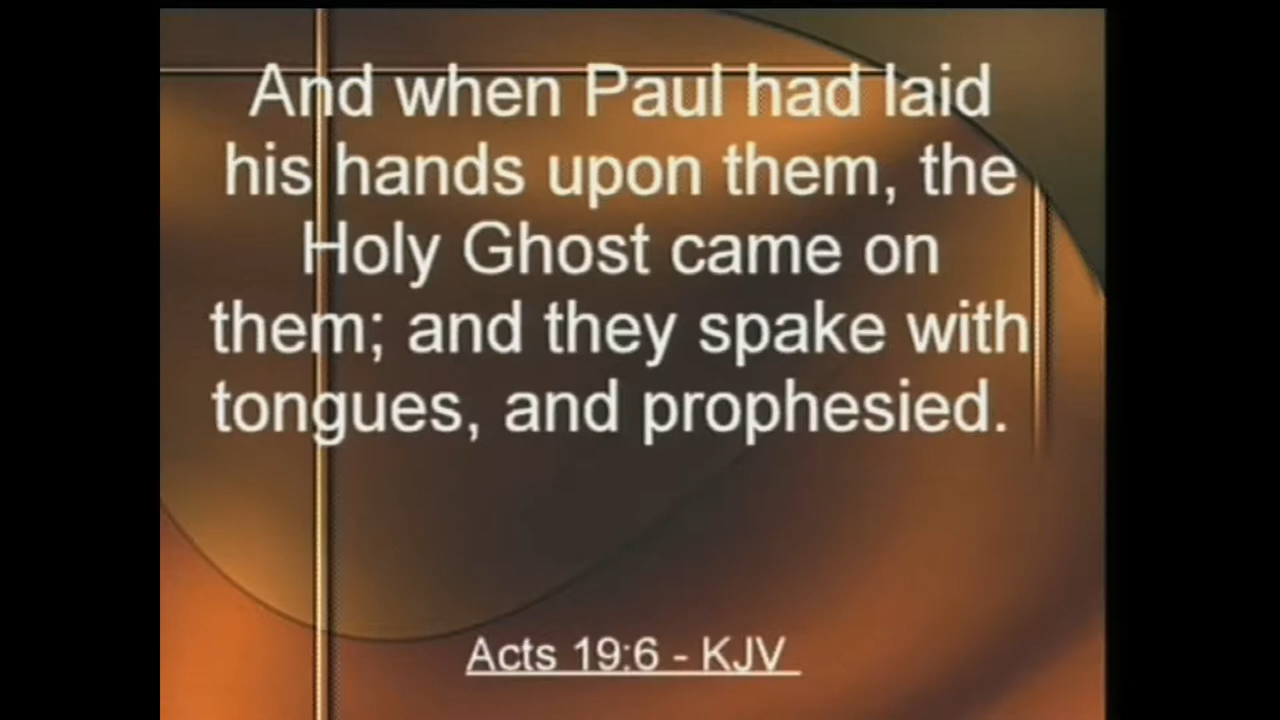 And when Paul had laid
his hands upon them, the
Holy Ghost came on
them; and they spake with
tongues, and prophesied.
Acts 19:6 - KJV